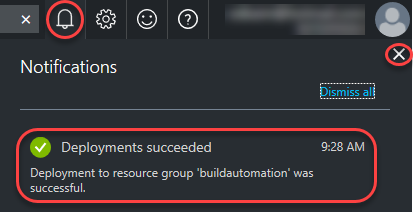 Notifications
Dismiss all
Deployments succeeded 9:28 AM
Deployment to resource group 'buildautomation' was
successful.